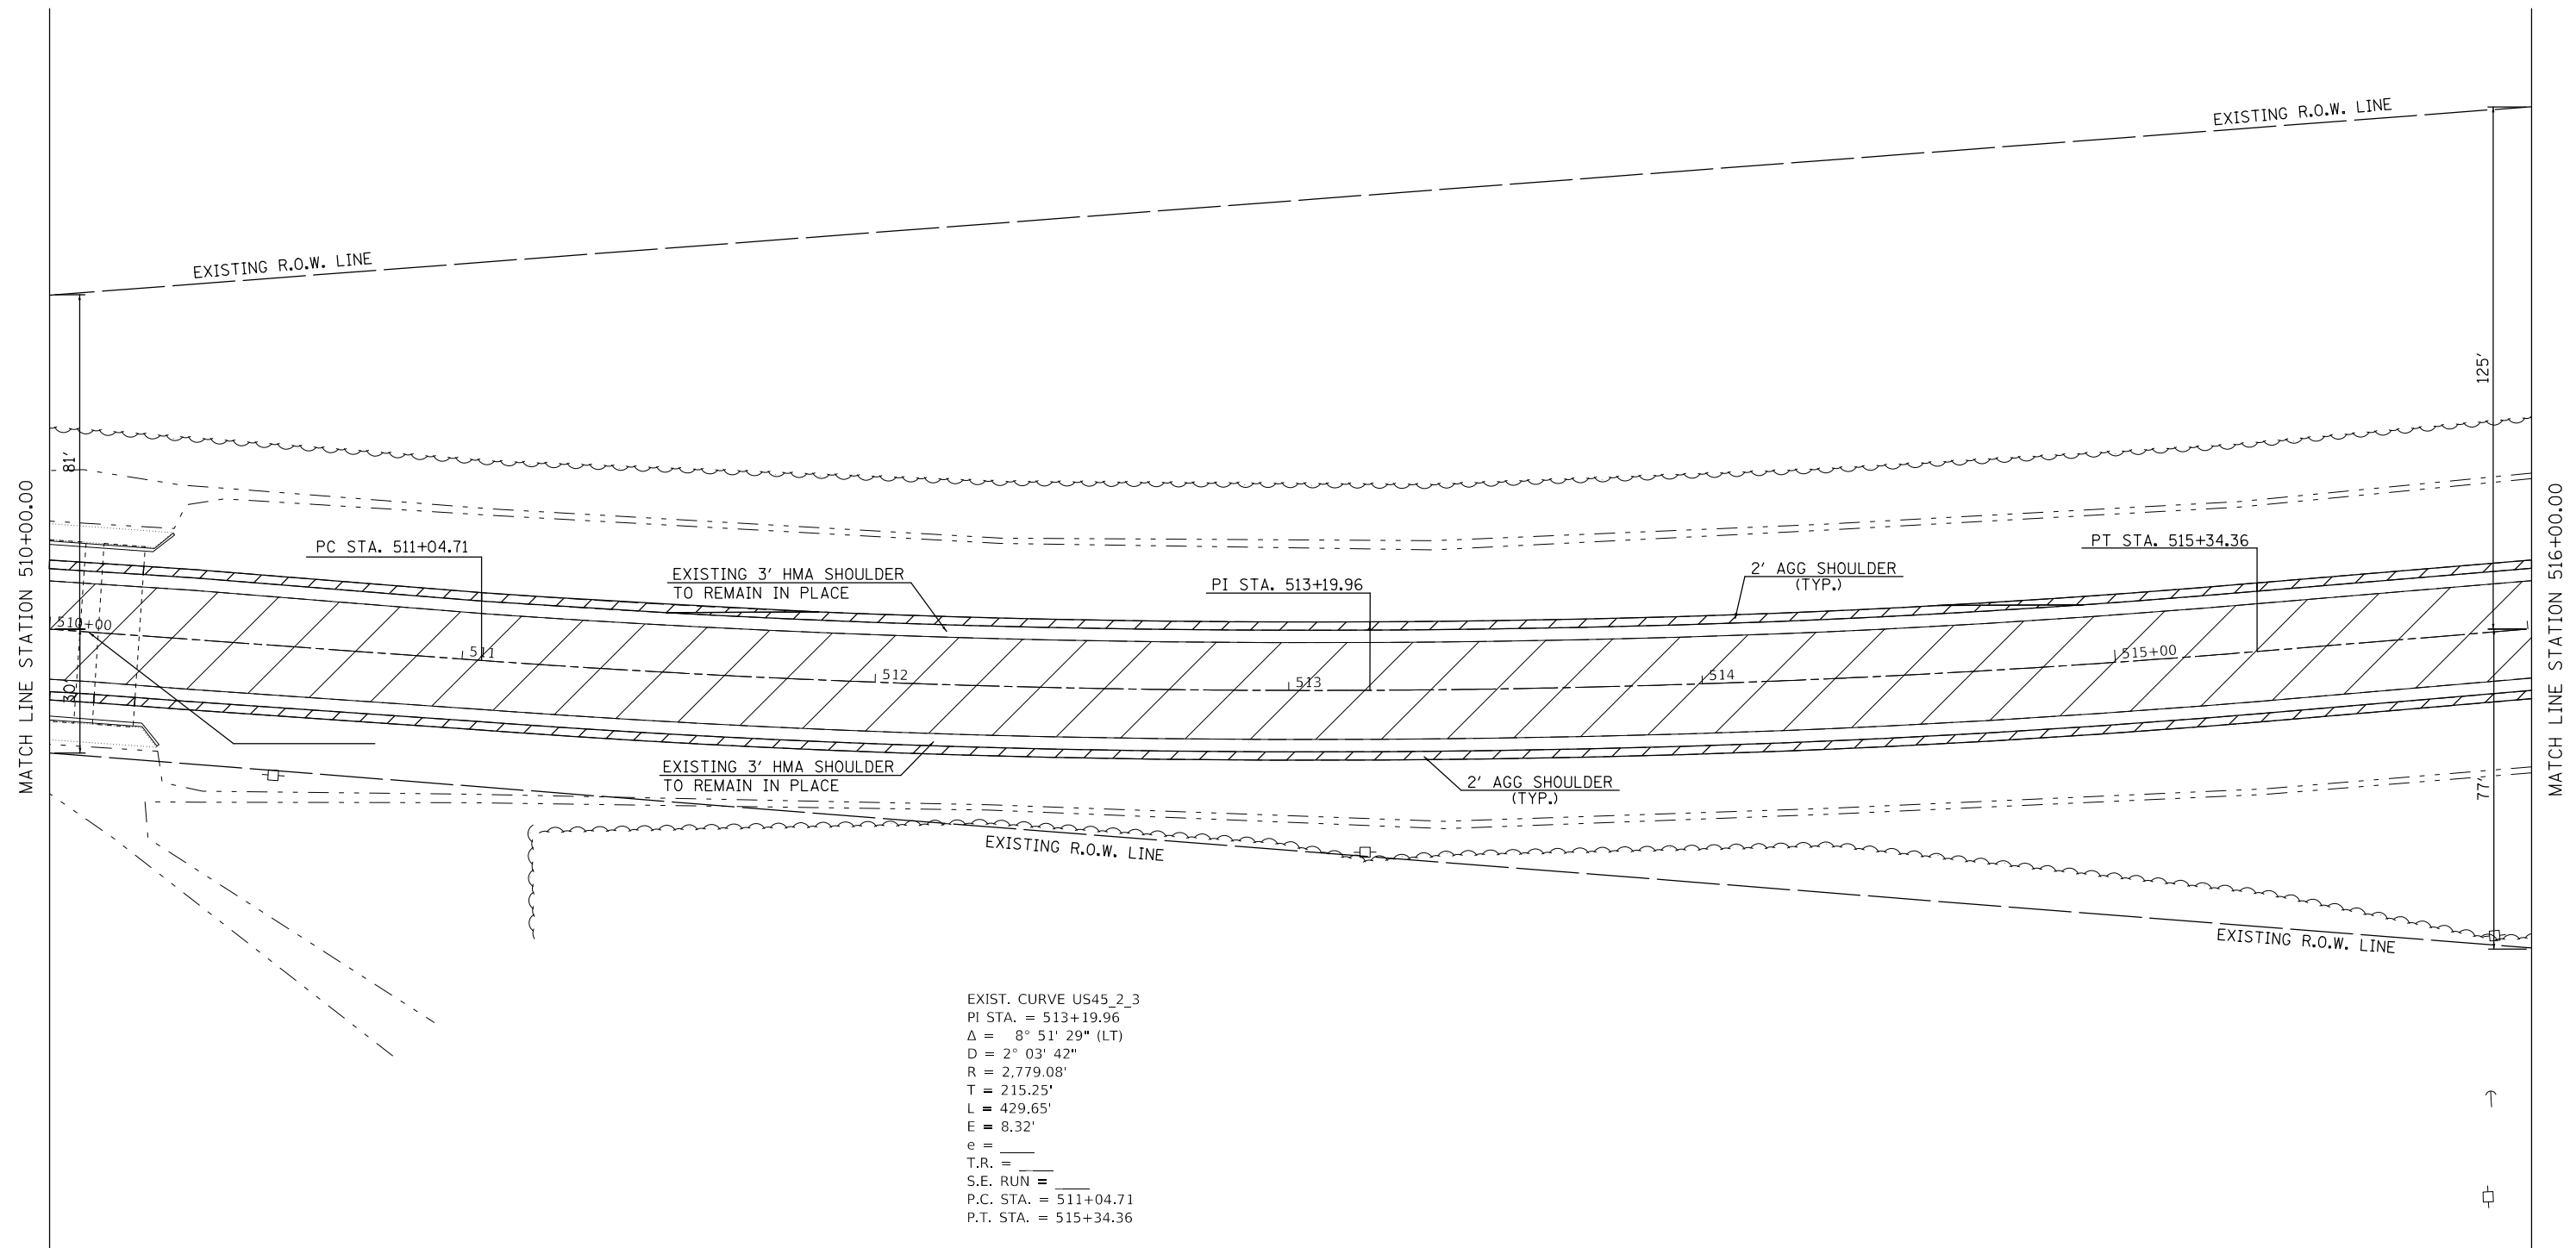 EXISTING R.O.W. LINE
EXISTING R.O.W. LINE
125'
81'
MATCH LINE STATION 510+00.00
MATCH LINE STATION 516+00.00
PC STA. 511+04.71
PT STA. 515+34.36
EXISTING 3' HMA SHOULDER
TO REMAIN IN PLACE
2' AGG SHOULDER
(TYP.)
PI STA. 513+19.96
510+00
511
512
513
514
515+00
30'
EXISTING 3' HMA SHOULDER
TO REMAIN IN PLACE
2' AGG SHOULDER
(TYP.)
77'
EXISTING R.O.W. LINE
EXISTING R.O.W. LINE
EXIST. CURVE US45_2_3
PI STA. = 513+19.96
Δ = 8° 51' 29" (LT)
D = 2° 03' 42"
R = 2,779.08'
T = 215.25'
L = 429.65'
E = 8.32'
e = ____
T.R. = ____
S.E. RUN = ____
P.C. STA. = 511+04.71
P.T. STA. = 515+34.36